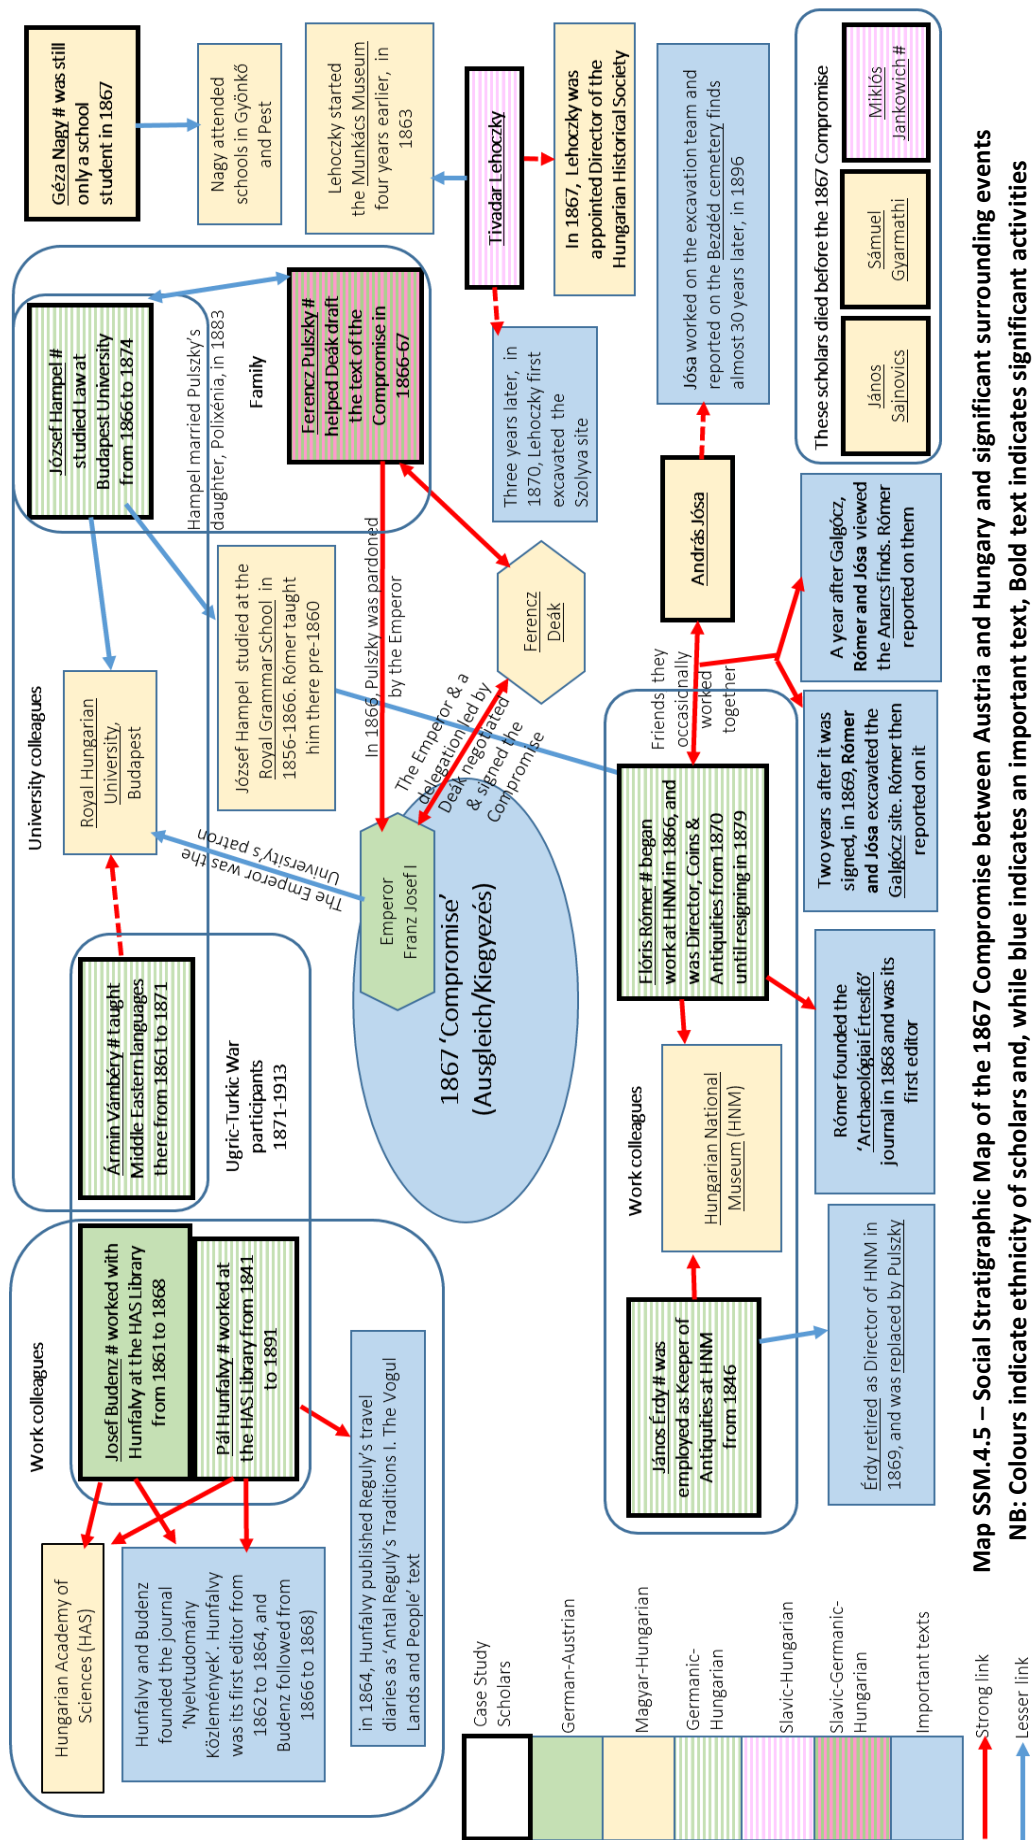 Work colleagues
Hungarian Academy of
Sciences (HAS)
Josef Budenz # worked with
Hunfalvy at the HAS Library
from 1861 to 1868
Pál Hunfalvy # worked at
the HAS Library from 1841
to 1891
Hunfalvy and Budenz
founded the journal
‘Nyelvtudomány
Közlemények’. Hunfalvy
was its first editor from
1862 to 1864, and
Budenz followed from
1866 to 1868)
in 1864, Hunfalvy published Reguly’s travel
diaries as ‘Antal Reguly’s Traditions I. The Vogul
Lands and People’ text
Ármin Vámbéry # taught
Middle Eastern languages
there from 1861 to 1871
Ugric-Turkic War
participants
1871-1913
University colleagues
Royal Hungarian
University,
Budapest
The Emperor was the
University’s patron
József Hampel #
studied Law at
Budapest University
from 1866 to 1874
Hampel married Pulszky’s
daughter, Polixénia, in 1883
Family
József Hampel studied at the
Royal Grammar School in
1856-1866. Rómer taught
him there pre-1860
Ferencz Pulszky #
helped Deák draft
the text of the
Compromise in
1866-67
In 1866, Pulszky was pardoned
by the Emperor
Géza Nagy # was still
only a school
student in 1867
Nagy attended
schools in Gyönkő
and Pest
Lehoczky started
the Munkács Museum
four years earlier, in
1863
Tivadar Lehoczky
In 1867, Lehoczky was
appointed Director of the
Hungarian Historical Society
Three years later, in
1870, Lehoczky first
excavated the
Szolyva site
Emperor
Franz Josef I
1867 ‘Compromise’
(Ausgleich/Kiegyezés)
The Emperor & a
delegation led by
Deák negotiated
& signed the
Compromise
Ferencz
Deák
Work colleagues
János Érdy # was
employed as Keeper of
Antiquities at HNM
from 1846
Hungarian National
Museum (HNM)
Flóris Rómer # began
work at HNM in 1866, and
was Director, Coins &
Antiquities from 1870
until resigning in 1879
Friends, they
occasionally
worked
together
András Jósa
Jósa worked on the excavation team and
reported on the Bezdéd cemetery finds
almost 30 years later, in 1896
Érdy retired as Director of HNM in
1869, and was replaced by Pulszky
Rómer founded the
‘Archaeológiai Értesítő’
journal in 1868 and was its
first editor
Two years after it was
signed, in 1869, Rómer
and Jósa excavated the
Galgócz site. Rómer then
reported on it
A year after Galgócz,
Rómer and Jósa viewed
the Anarcs finds. Rómer
reported on them
These scholars died before the 1867 Compromise
János
Sajnovics
Sámuel
Gyarmathi
Miklós
Jankowich #
Case Study
Scholars
German-Austrian
Magyar-Hungarian
Germanic-
Hungarian
Slavic-Hungarian
Slavic-Germanic-
Hungarian
Important texts
Strong link
Lesser link
Map SSM.4.5 – Social Stratigraphic Map of the 1867 Compromise between Austria and Hungary and significant surrounding events
NB: Colours indicate ethnicity of scholars and, while blue indicates an important text, Bold text indicates significant activities